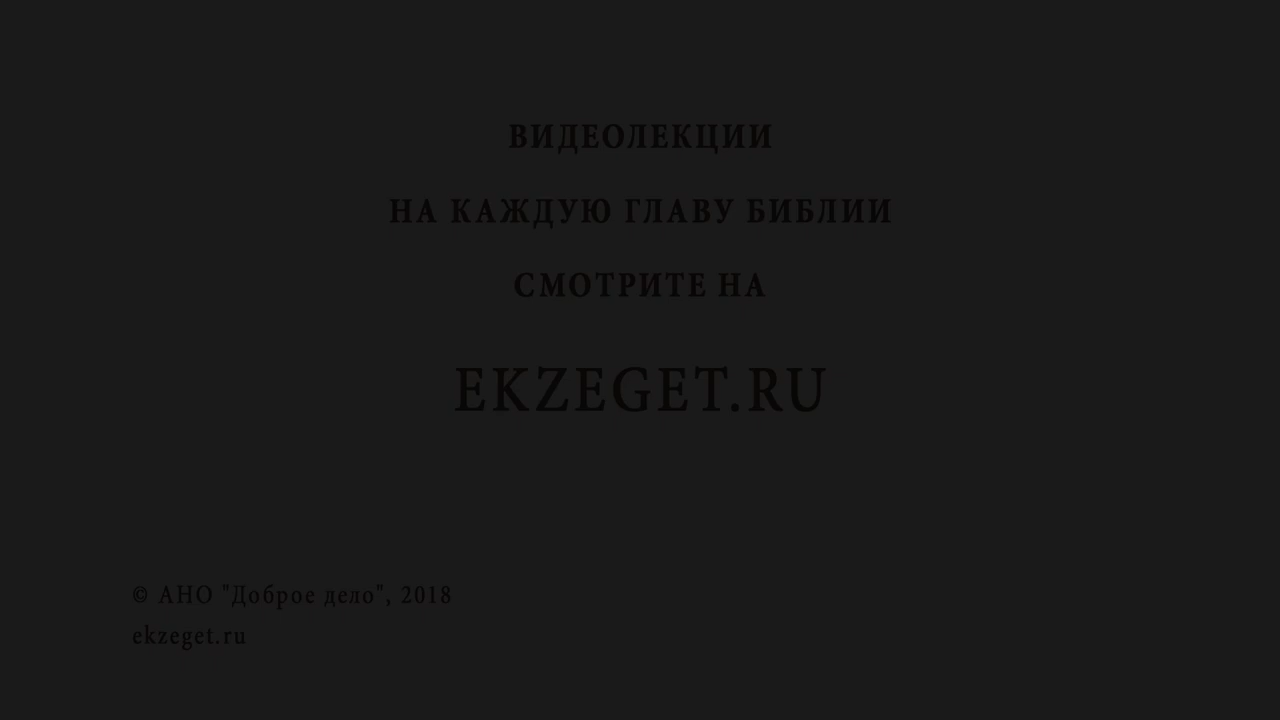 ВИДЕОЛЕКЦИИ
НА КАЖДУЮ ГЛАВУ БИБЛИИ
СМОТРИТЕ НА
EKZEGET.RU
© АНО "Доброе дело", 2018
ekzeget.ru